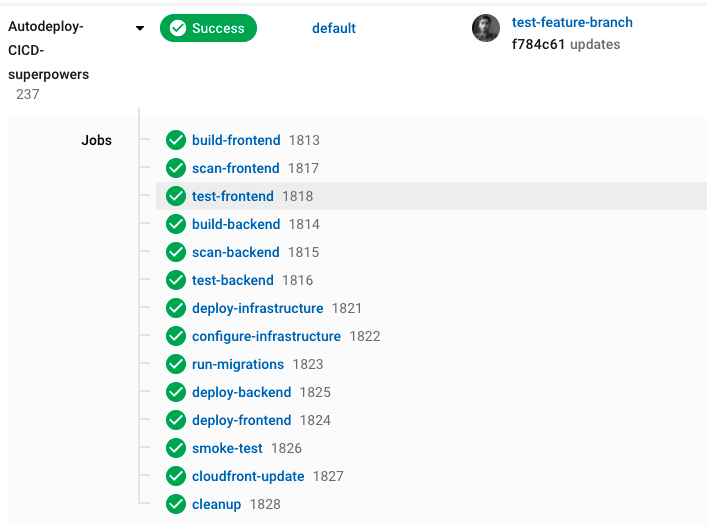 Autodeploy-
CICD-
superpowers
237
Success
default
test-feature-branch
f784c61 updates
Jobs
build-frontend 1813
scan-frontend 1817
test-frontend 1818
build-backend 1814
scan-backend 1815
test-backend 1816
deploy-infrastructure 1821
configure-infrastructure 1822
run-migrations 1823
deploy-backend 1825
deploy-frontend 1824
smoke-test 1826
cloudfront-update 1827
cleanup 1828